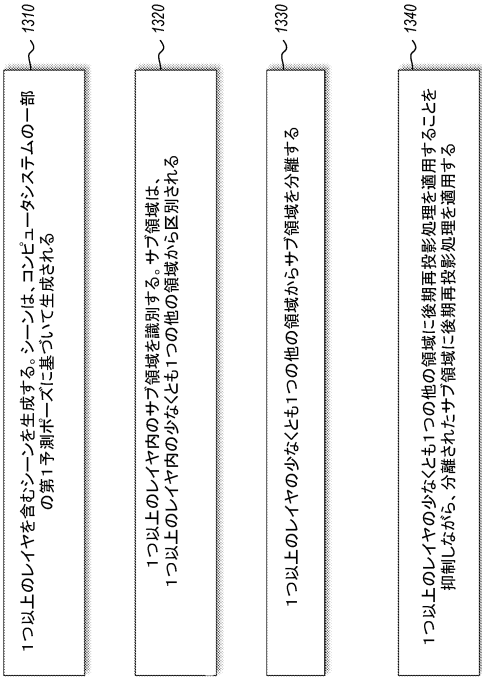 1310
1つ以上のレイヤを含むシーンを生成する。シーンは、コンピュータシステムの一部
の第1予測ポーズに基づいて生成される
1320
1つ以上のレイヤ内のサブ領域を識別する。サブ領域は、
1つ以上のレイヤ内の少なくとも1つの他の領域から区別される
1330
1つ以上のレイヤの少なくとも1つの他の領域からサブ領域を分離する
1340
1つ以上のレイヤの少なくとも1つの他の領域に後期再投影処理を適用することを
抑制しながら、分離されたサブ領域に後期再投影処理を適用する